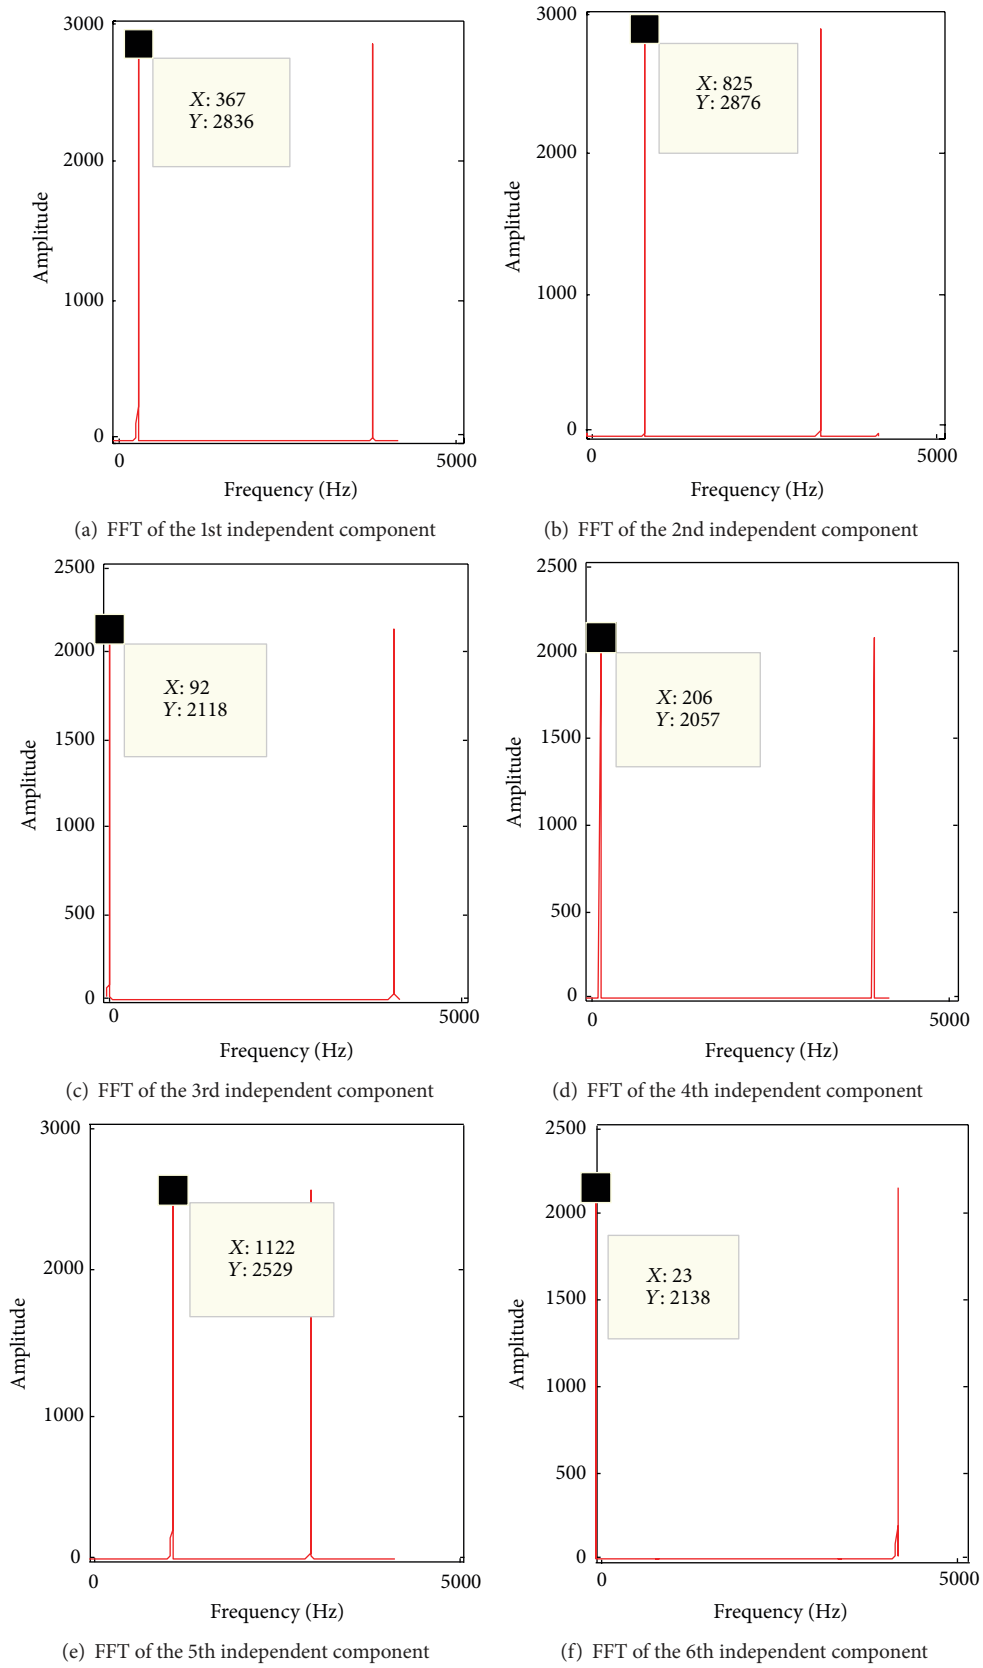 3000
2000
1000
0
Amplitude
X: 367
Y: 2836
0
5000
Frequency (Hz)
(a) FFT of the 1st independent component
3000
2000
1000
0
Amplitude
X: 825
Y: 2876
0
5000
Frequency (Hz)
(b) FFT of the 2nd independent component
2500
2000
1500
1000
500
0
Amplitude
X: 92
Y: 2118
0
5000
Frequency (Hz)
(c) FFT of the 3rd independent component
2500
2000
1500
1000
500
0
Amplitude
X: 206
Y: 2057
0
5000
Frequency (Hz)
(d) FFT of the 4th independent component
3000
2000
1000
0
Amplitude
X: 1122
Y: 2529
0
5000
Frequency (Hz)
(e) FFT of the 5th independent component
2500
2000
1500
1000
500
0
Amplitude
X: 23
Y: 2138
0
5000
Frequency (Hz)
(f) FFT of the 6th independent component